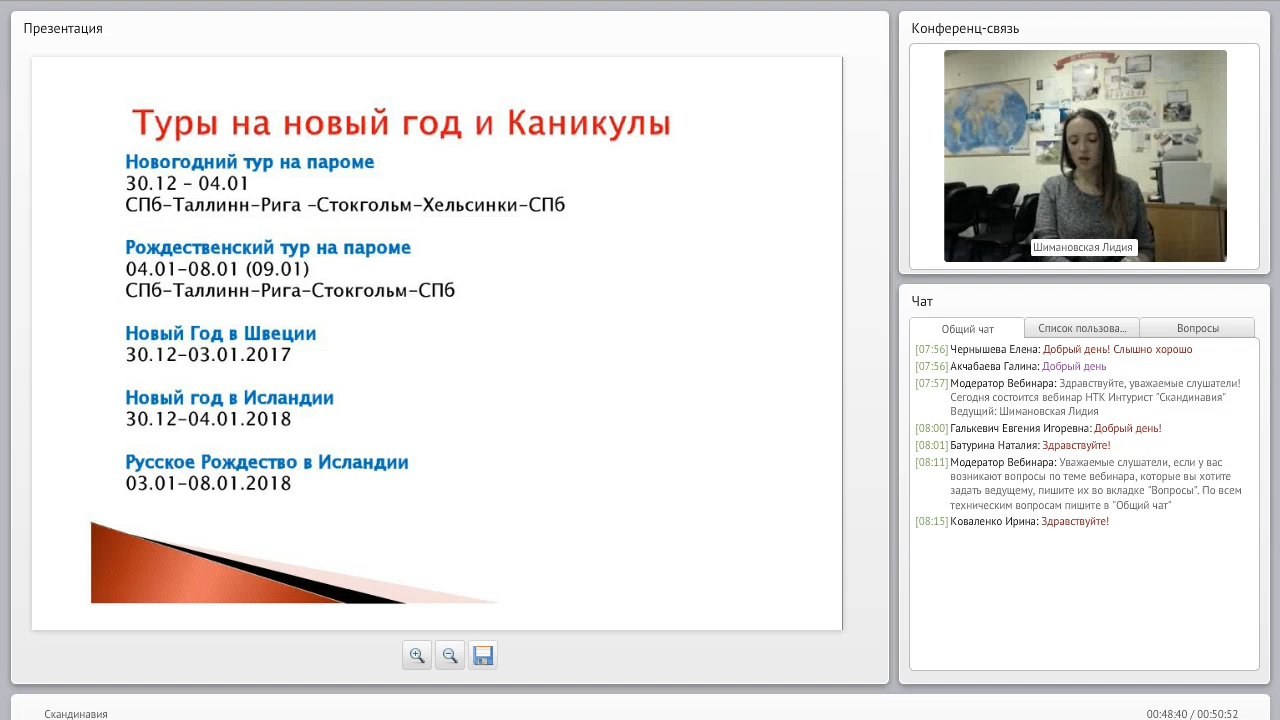 Презентация
Туры на новый год и Каникулы
Новогодний тур на пароме
30.12 – 04.01
СПб-Таллинн-Рига –Стокгольм-Хельсинки-СПб
Рождественский тур на пароме
04.01-08.01 (09.01)
СПб-Таллинн-Рига-Стокгольм-СПб
Новый Год в Швеции
30.12-03.01.2017
Новый год в Исландии
30.12-04.01.2018
Русское Рождество в Исландии
03.01-08.01.2018
Конференц-связь
Шимановская Лидия
Чат
Общий чат
Список пользова...
Вопросы
[07:56] Чернышева Елена: Добрый день! Слышно хорошо
[07:56] Акчабаева Галина: Добрый день
[07:57] Модератор Вебинара: Здравствуйте, уважаемые слушатели!
Сегодня состоится вебинар НТК Интурист "Скандинавия"
Ведущий: Шимановская Лидия
[08:00] Галькевич Евгения Игоревна: Добрый день!
[08:01] Батурина Наталия: Здравствуйте!
[08:11] Модератор Вебинара: Уважаемые слушатели, если у вас
возникают вопросы по теме вебинара, которые вы хотите
задать ведущему, пишите их во вкладке "Вопросы". По всем
техническим вопросам пишите в "Общий чат"
[08:15] Коваленко Ирина: Здравствуйте!
Скандинавия
00:48:40 / 00:50:52